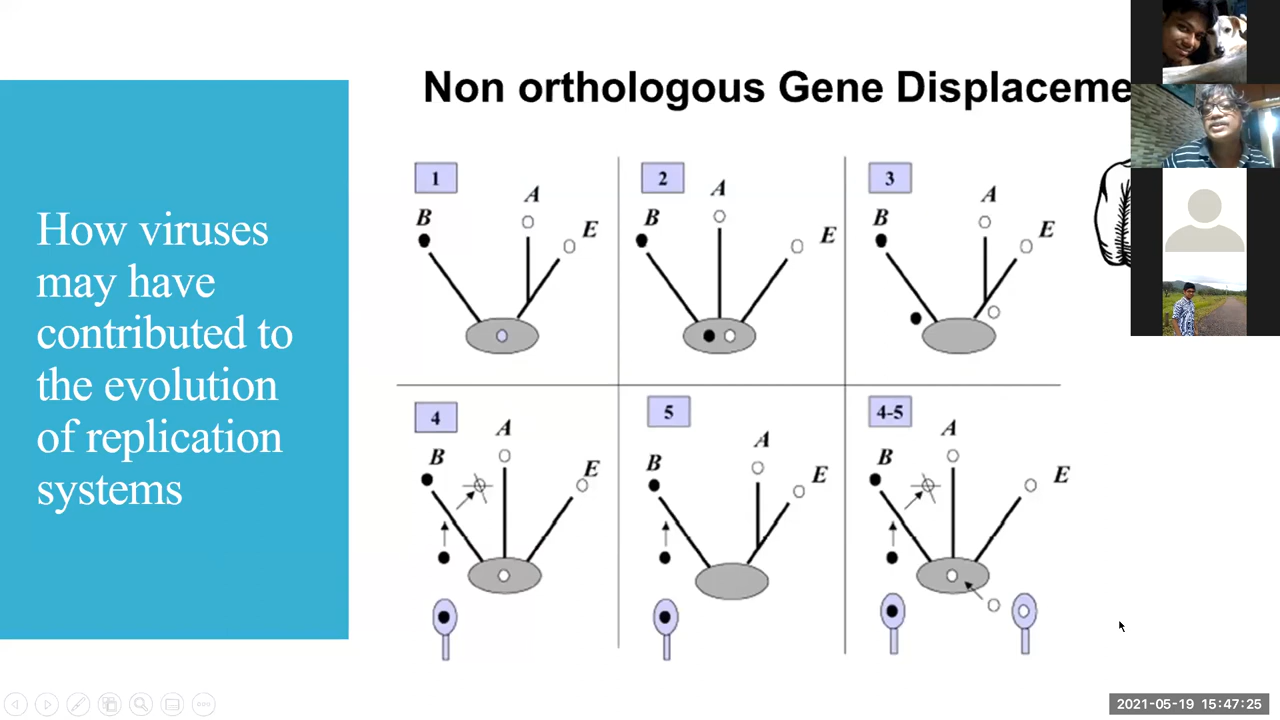 Non orthologous Gene Displaceme
How viruses
may have
contributed to
the evolution
of replication
systems
1
B
A
E
2
B
A
E
3
B
A
E
4
B
A
E
5
B
A
E
4-5
B
A
E
2021-05-19 15:47:25